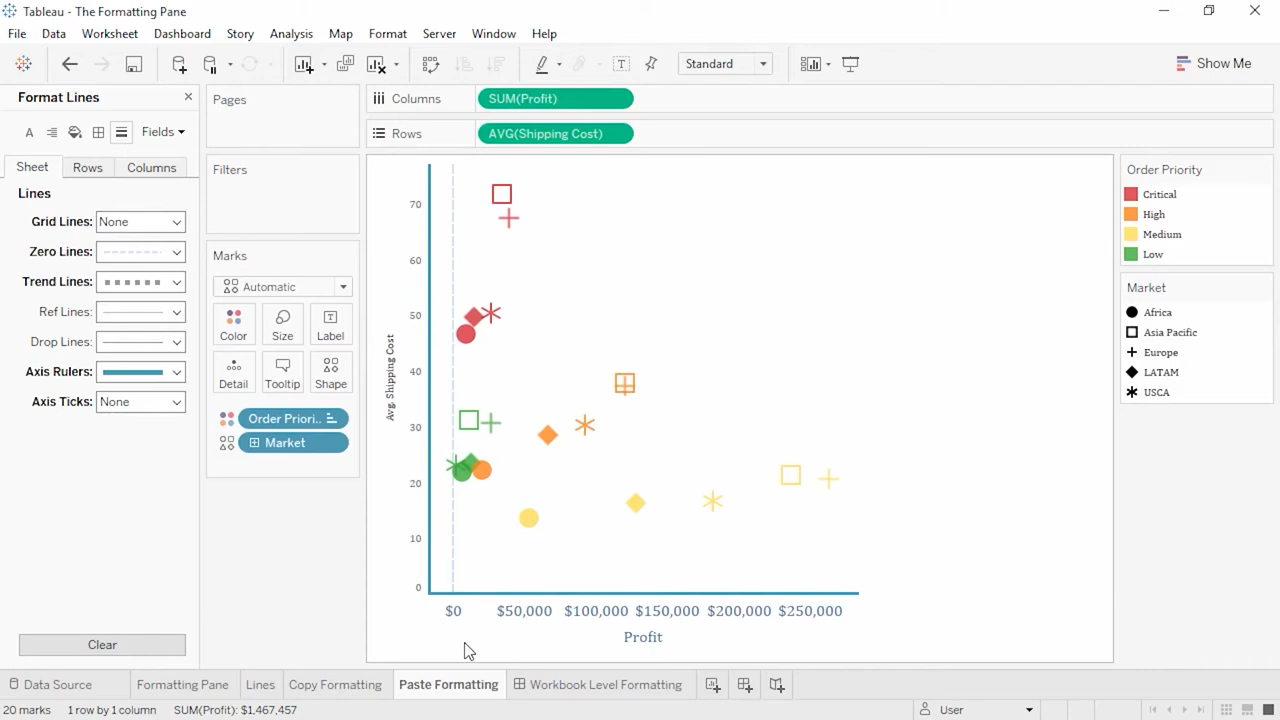 Tableau - The Formatting Pane
File Data Worksheet Dashboard Story Analysis Map Format Server Window Help
Standard
Show Me
Format Lines
Fields
Sheet Rows Columns
Lines
Grid Lines: None
Zero Lines:
Trend Lines:
Ref Lines:
Drop Lines:
Axis Rulers:
Axis Ticks: None
Clear
Pages
Filters
Marks
Automatic
Color Size Label
Detail Tooltip Shape
Order Priori..
Market
Columns SUM(Profit)
Rows AVG(Shipping Cost)
Avg. Shipping Cost
70
60
50
40
30
20
10
0
$0 $50,000 $100,000 $150,000 $200,000 $250,000
Profit
Order Priority
Critical
High
Medium
Low
Market
Africa
Asia Pacific
Europe
LATAM
USCA
Data Source Formatting Pane Lines Copy Formatting Paste Formatting Workbook Level Formatting
20 marks 1 row by 1 column SUM(Profit): $1,467,457 User